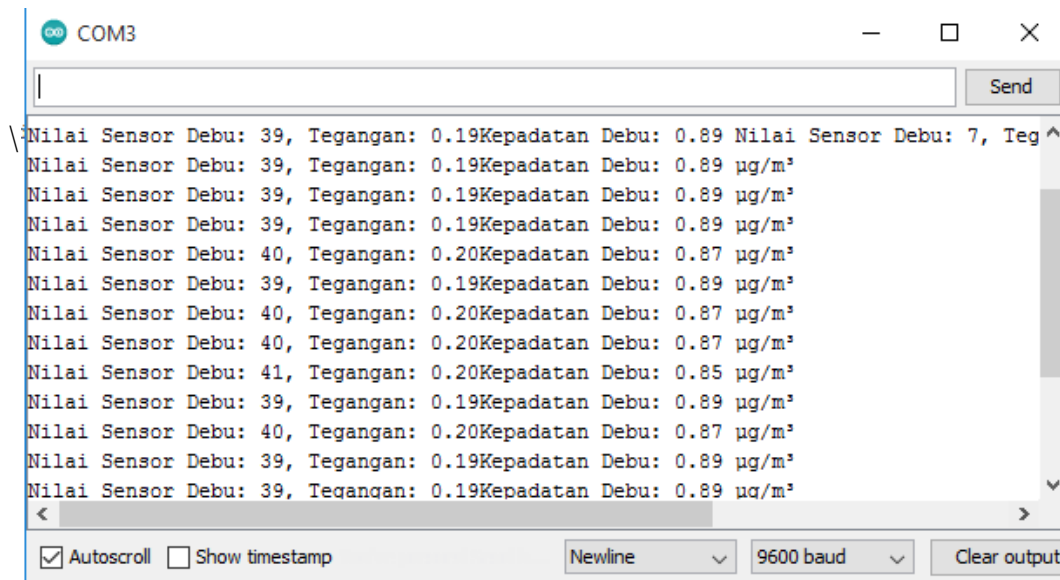 COM3
Send
Nilai Sensor Debu: 39, Tegangan: 0.19Kepadatan Debu: 0.89 Nilai Sensor Debu: 7, Teg
Nilai Sensor Debu: 39, Tegangan: 0.19Kepadatan Debu: 0.89 µg/m³
Nilai Sensor Debu: 39, Tegangan: 0.19Kepadatan Debu: 0.89 µg/m³
Nilai Sensor Debu: 39, Tegangan: 0.19Kepadatan Debu: 0.89 µg/m³
Nilai Sensor Debu: 40, Tegangan: 0.20Kepadatan Debu: 0.87 µg/m³
Nilai Sensor Debu: 39, Tegangan: 0.19Kepadatan Debu: 0.89 µg/m³
Nilai Sensor Debu: 40, Tegangan: 0.20Kepadatan Debu: 0.87 µg/m³
Nilai Sensor Debu: 40, Tegangan: 0.20Kepadatan Debu: 0.87 µg/m³
Nilai Sensor Debu: 41, Tegangan: 0.20Kepadatan Debu: 0.85 µg/m³
Nilai Sensor Debu: 39, Tegangan: 0.19Kepadatan Debu: 0.89 µg/m³
Nilai Sensor Debu: 40, Tegangan: 0.20Kepadatan Debu: 0.87 µg/m³
Nilai Sensor Debu: 39, Tegangan: 0.19Kepadatan Debu: 0.89 µg/m³
Nilai Sensor Debu: 39, Tegangan: 0.19Kepadatan Debu: 0.89 µg/m³
Autoscroll Show timestamp Newline 9600 baud Clear output